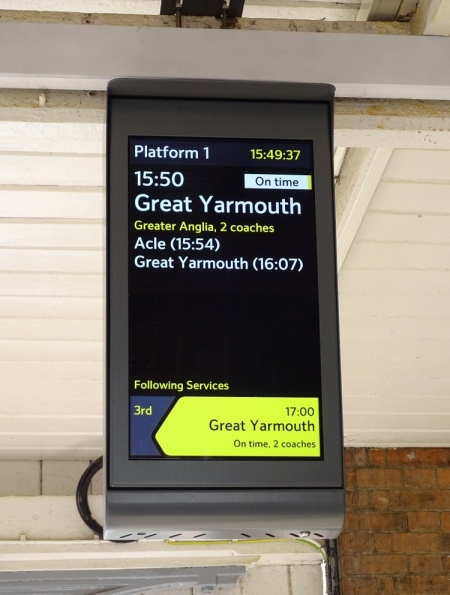 Platform 1 15:49:37
15:50 On time
Great Yarmouth
Greater Anglia, 2 coaches
Acle (15:54)
Great Yarmouth (16:07)
Following Services
3rd 17:00
Great Yarmouth
On time, 2 coaches